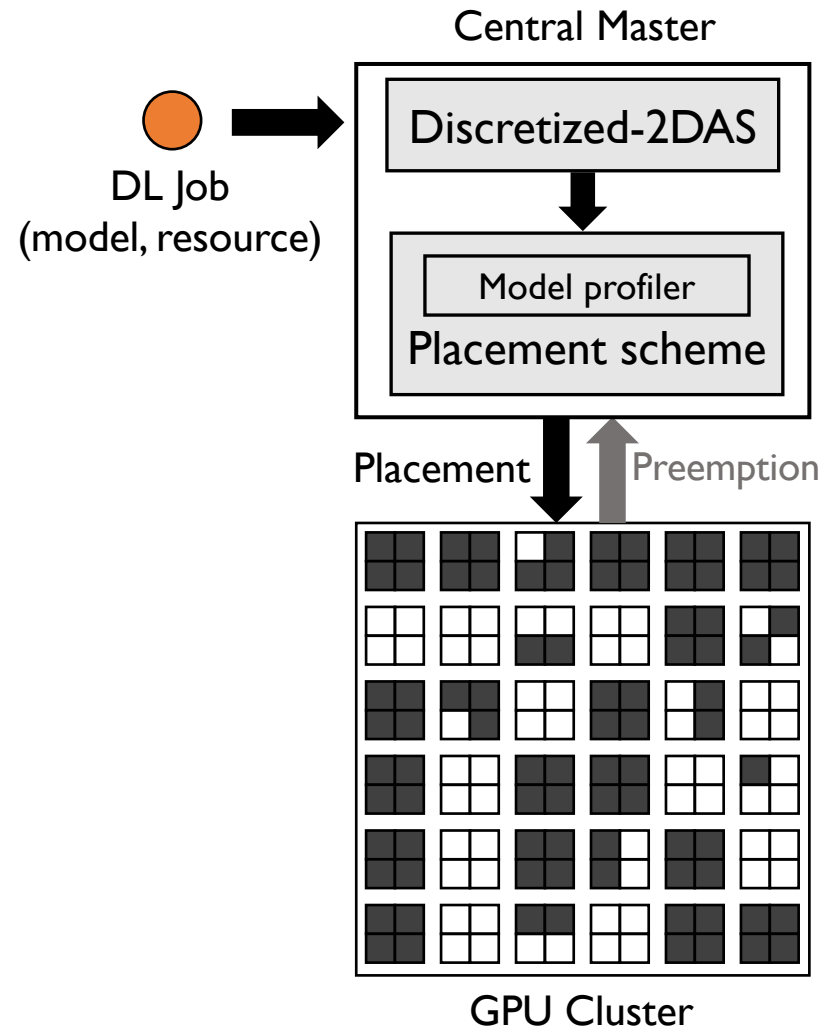 Central Master
Discretized-2DAS
DL Job
(model, resource)
Model profiler
Placement scheme
Placement
Preemption
GPU Cluster